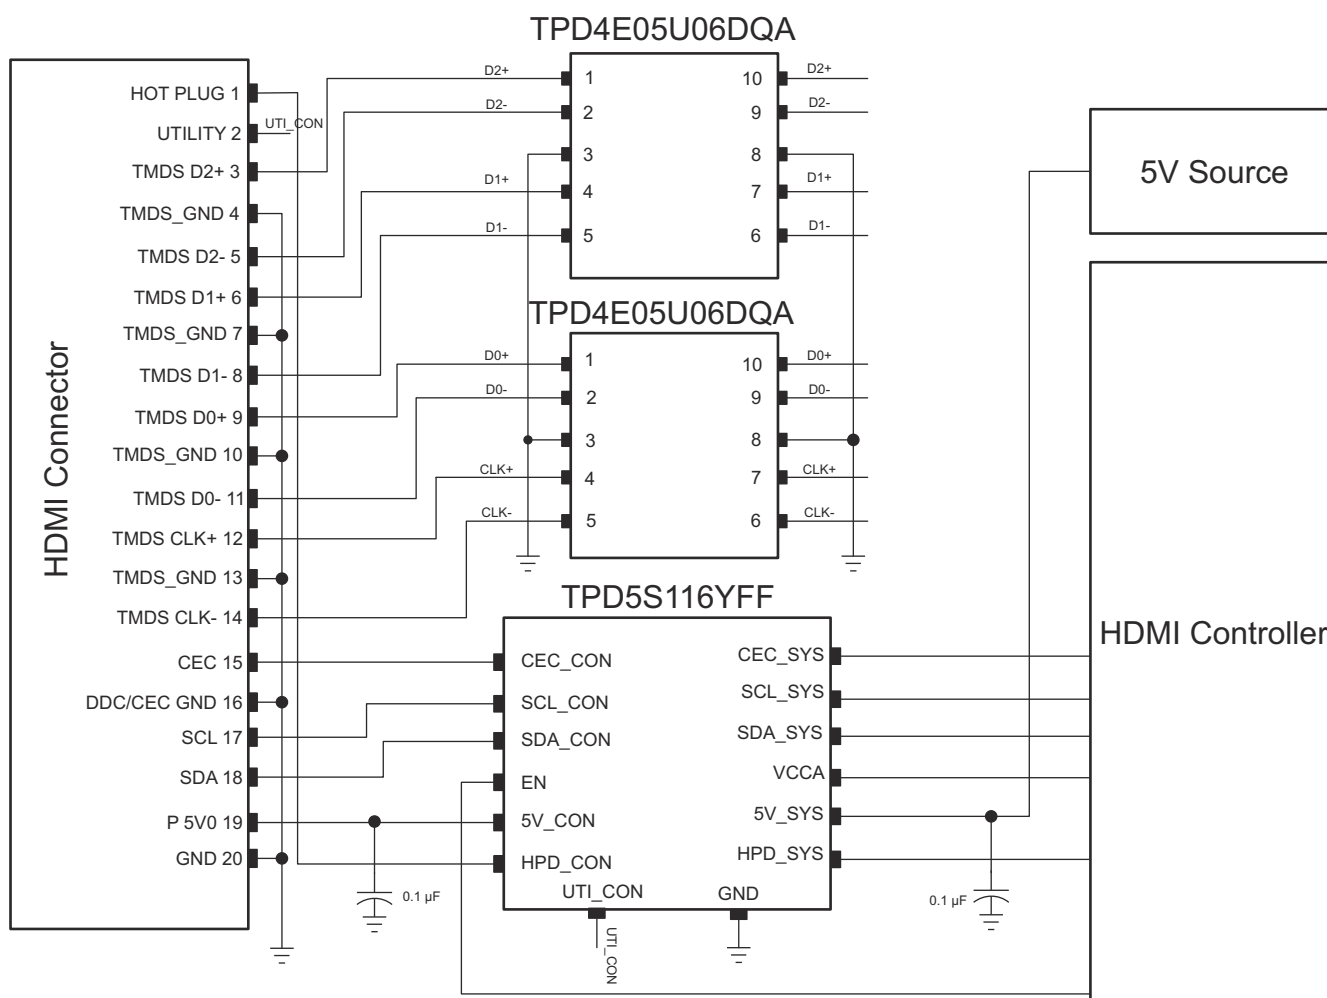 TPD4E05U06DQA
HOT PLUG 1
UTILITY 2
UTI_CON
TMDS D2+ 3
TMDS_GND 4
TMDS D2- 5
TMDS D1+ 6
TMDS_GND 7
TMDS D1- 8
TMDS D0+ 9
TMDS_GND 10
TMDS D0- 11
TMDS CLK+ 12
TMDS_GND 13
TMDS CLK- 14
CEC 15
DDC/CEC GND 16
SCL 17
SDA 18
P 5V0 19
GND 20
HDMI Connector
D2+ 1 10 D2+
D2- 2 9 D2-
3 8
D1+ 4 7 D1+
D1- 5 6 D1-
TPD4E05U06DQA
D0+ 1 10 D0+
D0- 2 9 D0-
3 8
CLK+ 4 7 CLK+
CLK- 5 6 CLK-
TPD5S116YFF
CEC_CON CEC_SYS
SCL_CON SCL_SYS
SDA_CON SDA_SYS
EN VCCA
5V_CON 5V_SYS
HPD_CON HPD_SYS
UTI_CON GND
UTI_CON
0.1 µF
0.1 µF
5V Source
HDMI Controller